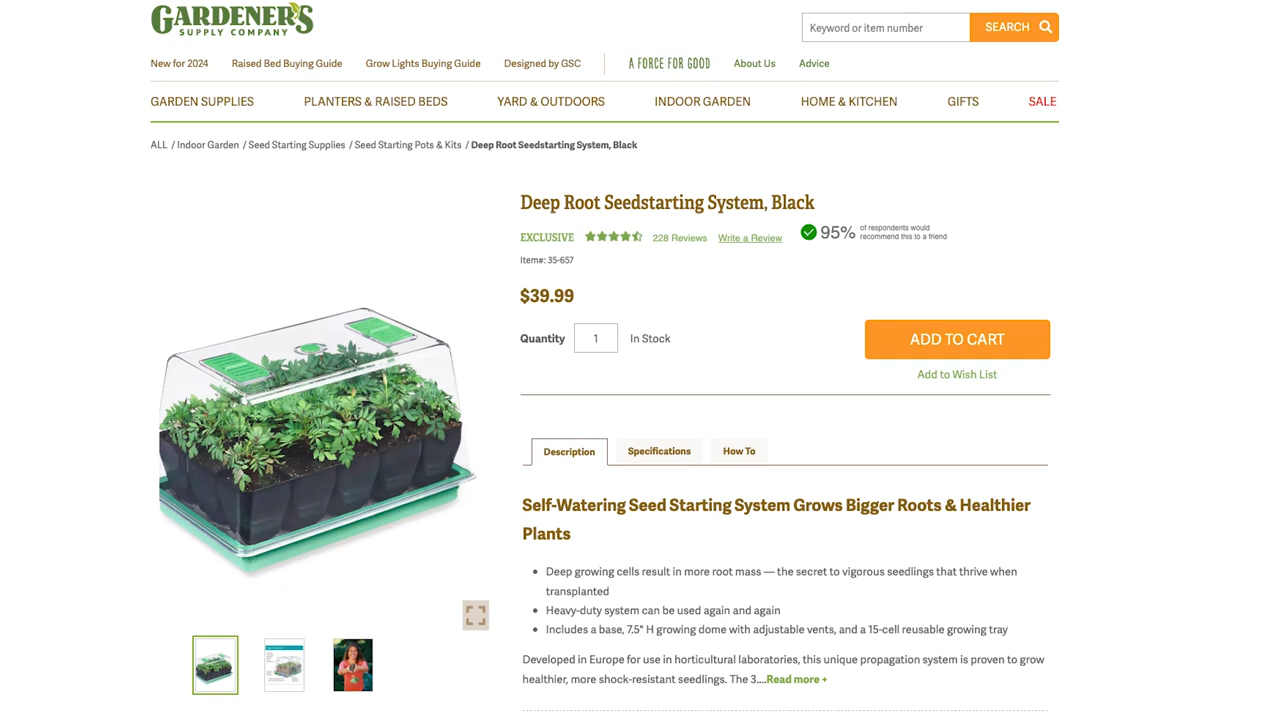 GARDENER'S
SUPPLY COMPANY
Keyword or item number
SEARCH
New for 2024 Raised Bed Buying Guide Grow Lights Buying Guide Designed by GSC A FORCE FOR GOOD About Us Advice
GARDEN SUPPLIES PLANTERS & RAISED BEDS YARD & OUTDOORS INDOOR GARDEN HOME & KITCHEN GIFTS SALE
ALL / Indoor Garden / Seed Starting Supplies / Seed Starting Pots & Kits / Deep Root Seedstarting System, Black
Deep Root Seedstarting System, Black
EXCLUSIVE 228 Reviews Write a Review 95% of respondents would
recommend this to a friend
Item#: 35-657
$39.99
Quantity 1 In Stock
ADD TO CART
Add to Wish List
Description Specifications How To
Self-Watering Seed Starting System Grows Bigger Roots & Healthier
Plants
• Deep growing cells result in more root mass — the secret to vigorous seedlings that thrive when
transplanted
• Heavy-duty system can be used again and again
• Includes a base, 7.5" H growing dome with adjustable vents, and a 15-cell reusable growing tray
Developed in Europe for use in horticultural laboratories, this unique propagation system is proven to grow
healthier, more shock-resistant seedlings. The 3....Read more +